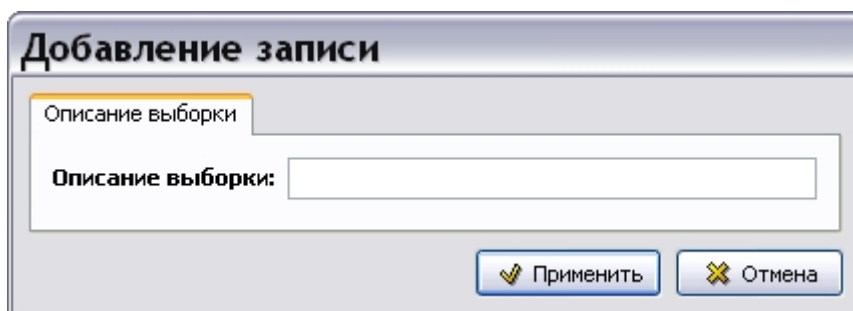 Добавление записи
Описание выборки
Описание выборки:
Применить Отмена